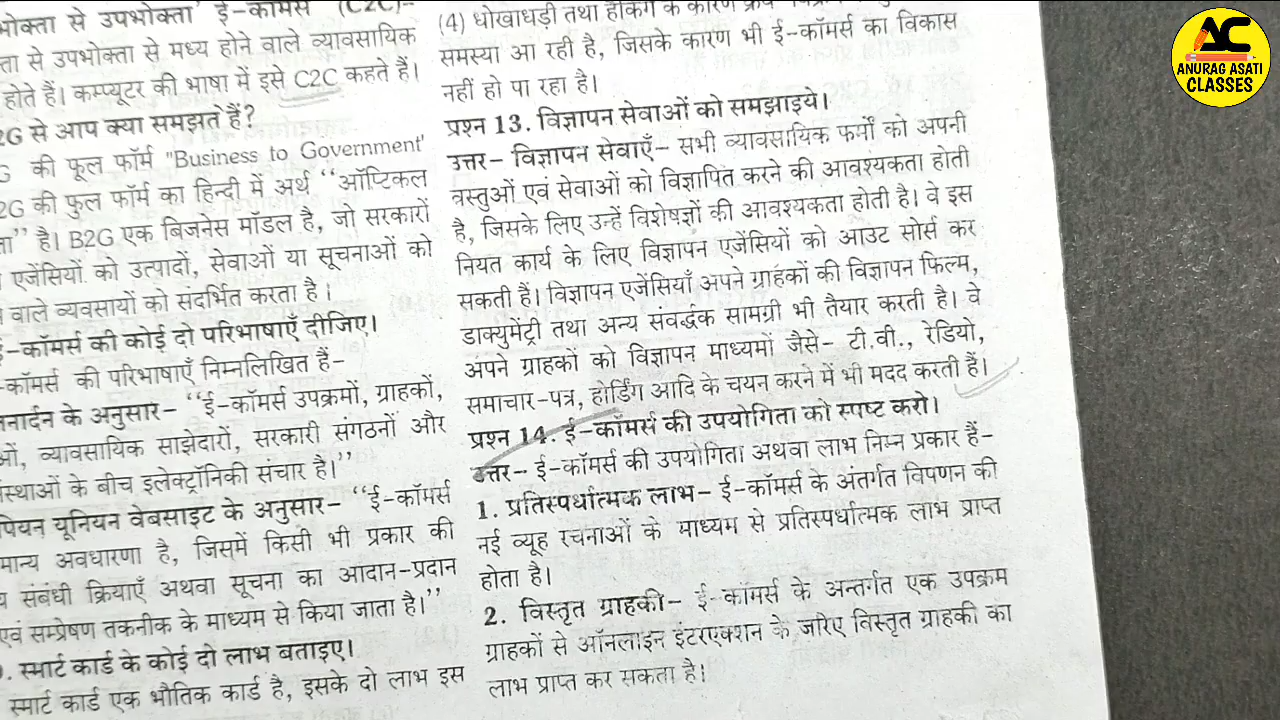 भोक्ता से उपभोक्ता ई-कॉमर्स (C2C)-
ता से उपभोक्ता से मध्य होने वाले व्यावसायिक
होते हैं। कम्प्यूटर की भाषा में इसे C2C कहते हैं।
2G से आप क्या समझते हैं?
G की फूल फॉर्म "Business to Government'
2G की फुल फॉर्म का हिन्दी में अर्थ ‘‘ऑप्टिकल
ा’’ है। B2G एक बिजनेस मॉडल है, जो सरकारों
एजेंसियों को उत्पादों, सेवाओं या सूचनाओं को
वाले व्यवसायों को संदर्भित करता है।
ई-कॉमर्स की कोई दो परिभाषाएँ दीजिए।
-कॉमर्स की परिभाषाएँ निम्नलिखित हैं-
नार्दन के अनुसार- ‘‘ई-कॉमर्स उपक्रमों, ग्राहकों,
ओं, व्यावसायिक साझेदारों, सरकारी संगठनों और
स्थाओं के बीच इलेक्ट्रॉनिकी संचार है।’’
पियन यूनियन वेबसाइट के अनुसार- ‘‘ई-कॉमर्स
मान्य अवधारणा है, जिसमें किसी भी प्रकार की
य संबंधी क्रियाएँ अथवा सूचना का आदान-प्रदान
एवं सम्प्रेषण तकनीक के माध्यम से किया जाता है।’’
. स्मार्ट कार्ड के कोई दो लाभ बताइए।
स्मार्ट कार्ड एक भौतिक कार्ड है, इसके दो लाभ इस
(4) धोखाधड़ी तथा हैकिंग के कारण क्रय
समस्या आ रही है, जिसके कारण भी ई-कॉमर्स का विकास
नहीं हो पा रहा है।
प्रश्न 13. विज्ञापन सेवाओं को समझाइये।
उत्तर- विज्ञापन सेवाएँ- सभी व्यावसायिक फर्मों को अपनी
वस्तुओं एवं सेवाओं को विज्ञापित करने की आवश्यकता होती
है, जिसके लिए उन्हें विशेषज्ञों की आवश्यकता होती है। वे इस
नियत कार्य के लिए विज्ञापन एजेंसियों को आउट सोर्स कर
सकती हैं। विज्ञापन एजेंसियाँ अपने ग्राहकों की विज्ञापन फिल्म,
डाक्युमेंट्री तथा अन्य संवर्द्धक सामग्री भी तैयार करती है। वे
अपने ग्राहकों को विज्ञापन माध्यमों जैसे- टी.वी., रेडियो,
समाचार-पत्र, होर्डिंग आदि के चयन करने में भी मदद करती हैं।
प्रश्न 14. ई-कॉमर्स की उपयोगिता को स्पष्ट करो।
उत्तर- ई-कॉमर्स की उपयोगिता अथवा लाभ निम्न प्रकार हैं-
1. प्रतिस्पर्धात्मक लाभ- ई-कॉमर्स के अंतर्गत विपणन की
नई व्यूह रचनाओं के माध्यम से प्रतिस्पर्धात्मक लाभ प्राप्त
होता है।
2. विस्तृत ग्राहकी- ई-कॉमर्स के अन्तर्गत एक उपक्रम
ग्राहकों से ऑनलाइन इंटरएक्शन के जरिए विस्तृत ग्राहकी का
लाभ प्राप्त कर सकता है।
AC
ANURAG ASATI
CLASSES